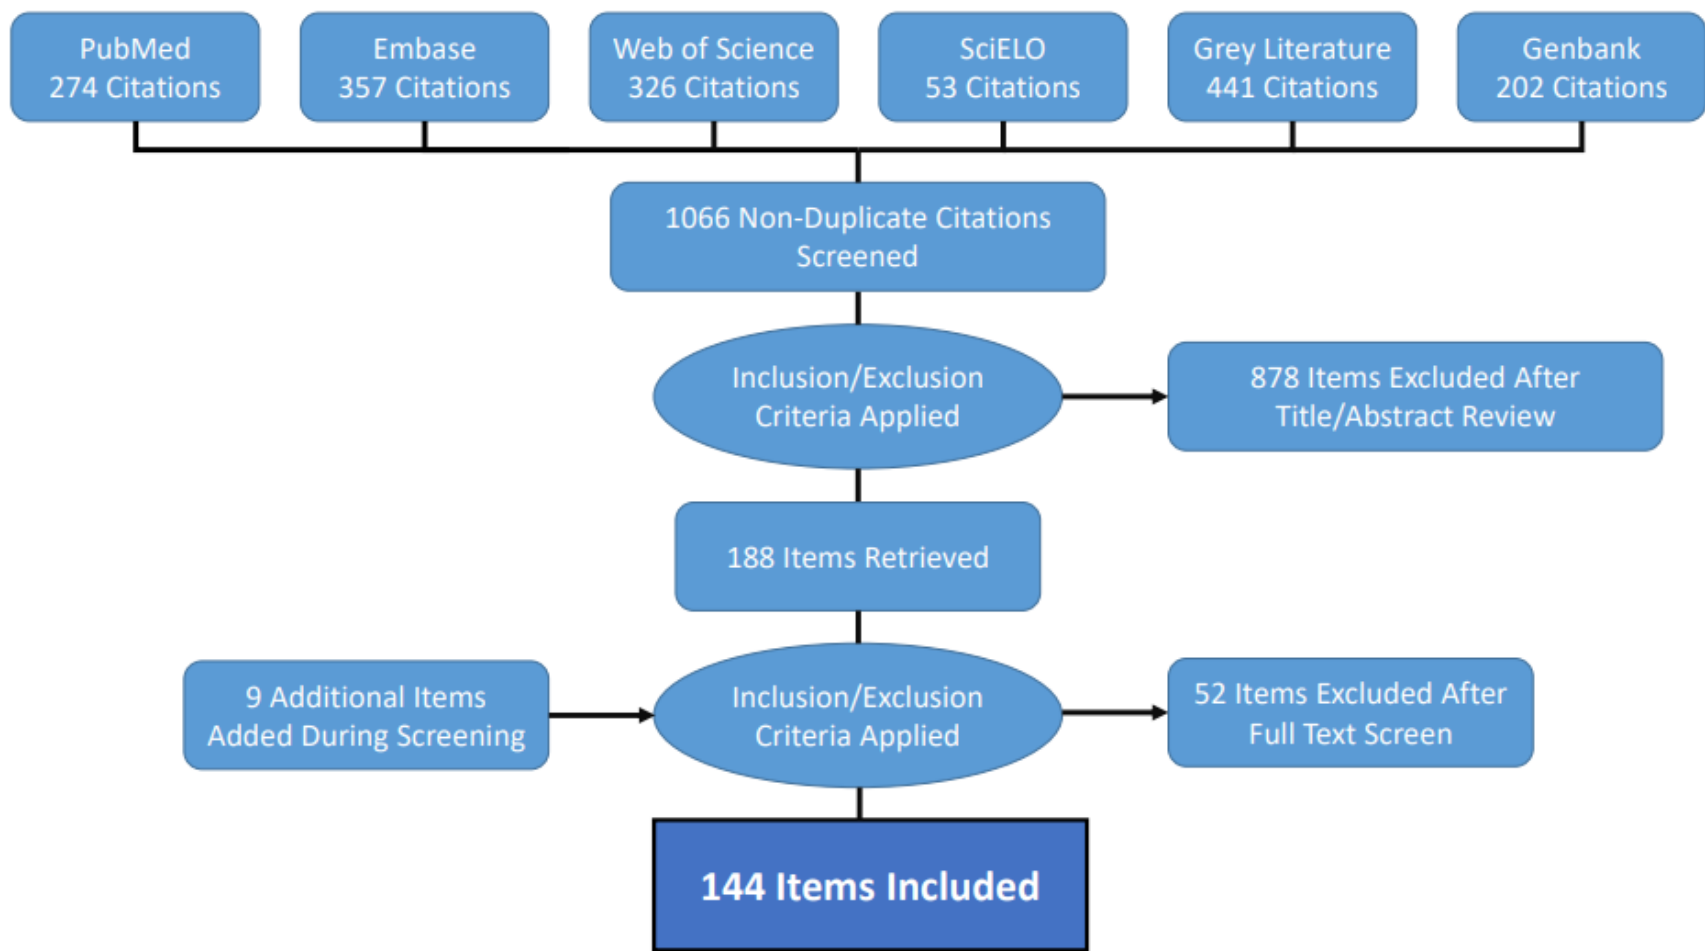 PubMed
274 Citations
Embase
357 Citations
Web of Science
326 Citations
SciELO
53 Citations
Grey Literature
441 Citations
Genbank
202 Citations
1066 Non-Duplicate Citations
Screened
Inclusion/Exclusion
Criteria Applied
878 Items Excluded After
Title/Abstract Review
188 Items Retrieved
9 Additional Items
Added During Screening
Inclusion/Exclusion
Criteria Applied
52 Items Excluded After
Full Text Screen
144 Items Included